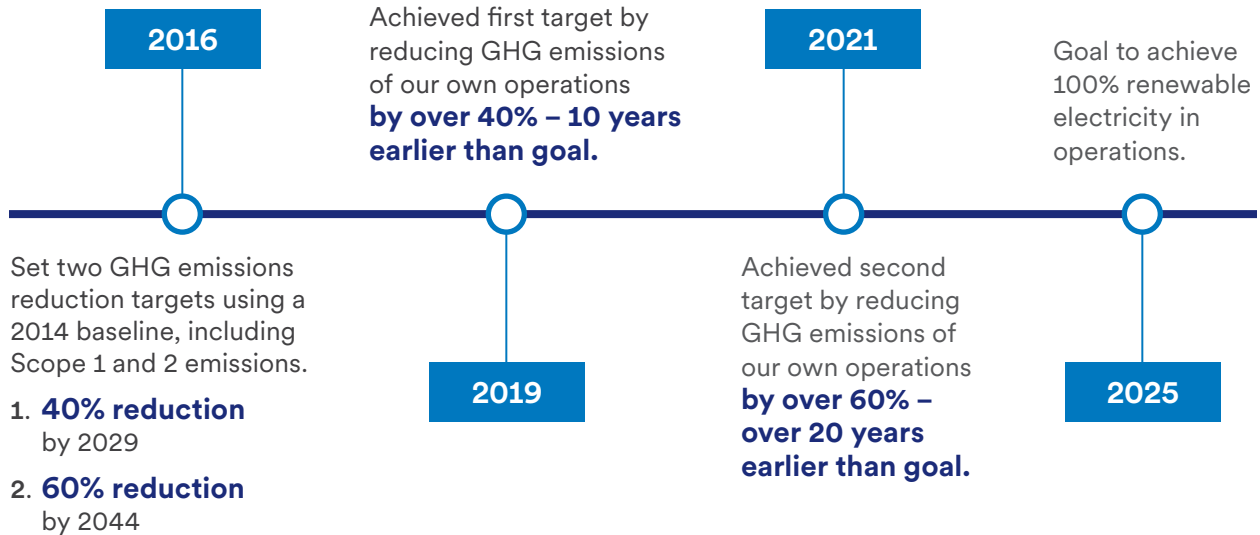 2016
Set two GHG emissions
reduction targets using a
2014 baseline, including
Scope 1 and 2 emissions.
1. 40% reduction
by 2029
2. 60% reduction
by 2044
Achieved first target by
reducing GHG emissions
of our own operations
by over 40% – 10 years
earlier than goal.
2019
2021
Achieved second
target by reducing
GHG emissions of
our own operations
by over 60% –
over 20 years
earlier than goal.
Goal to achieve
100% renewable
electricity in
operations.
2025